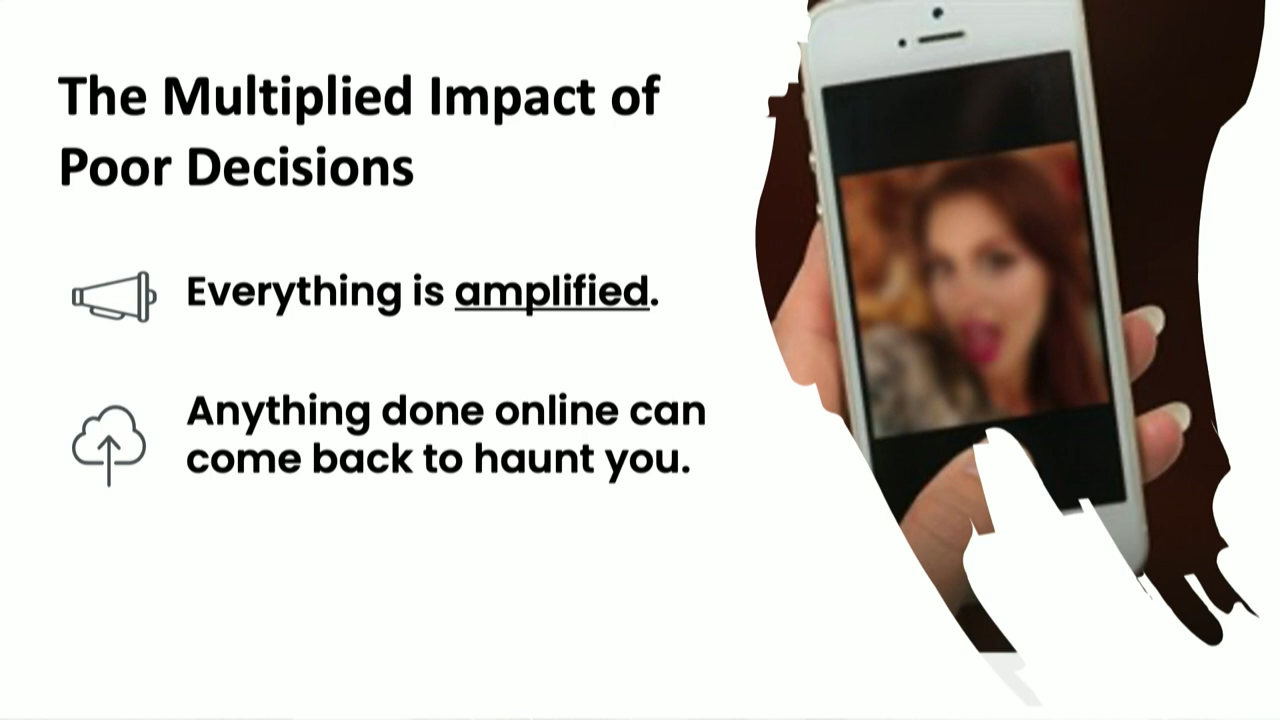 The Multiplied Impact of
Poor Decisions
Everything is amplified.
Anything done online can
come back to haunt you.